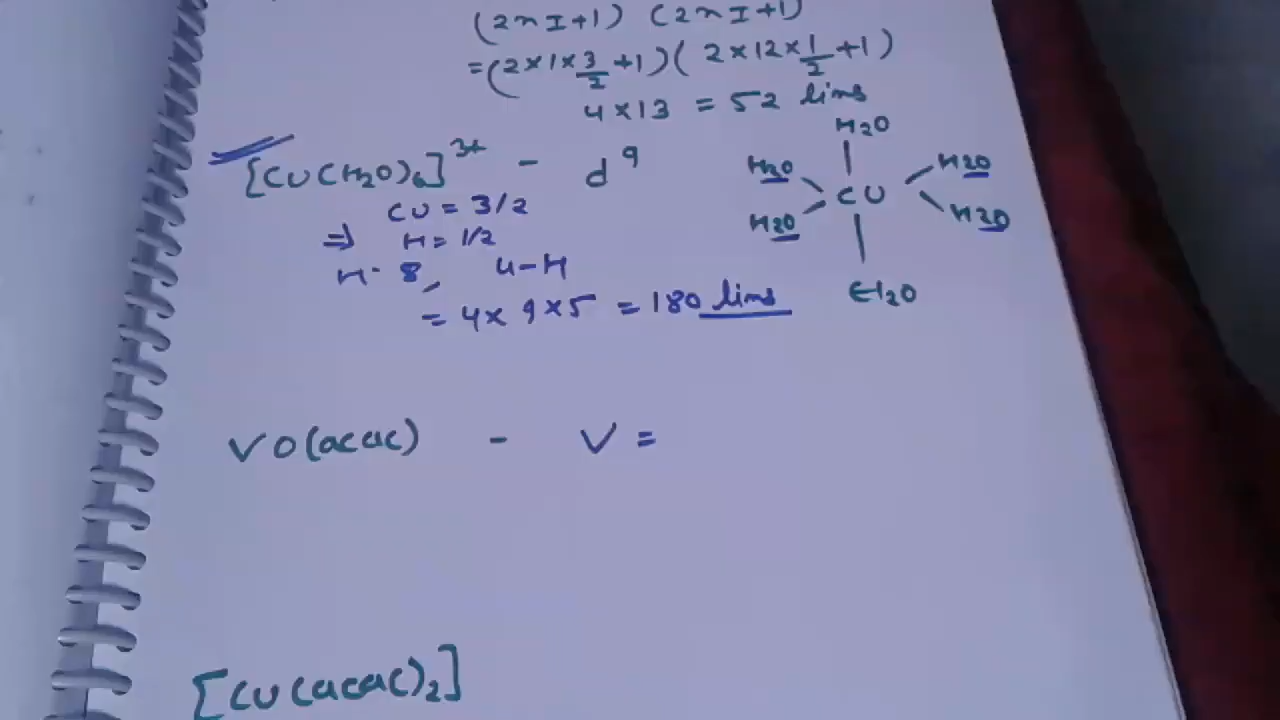 (2nI+1) (2nI+1)
=(2×1×3/2+1)(2×12×1/2+1)
4×13 = 52 lins
[CU(H2O)6]3+ - d9
CU = 3/2
⇒ H = 1/2
H- 8, 4-H
= 4× 9×5 = 180 lins
H2O
H2O H2O
CU
H2O H2O
H2O
VO(acac) - V =
[CU(acac)2]